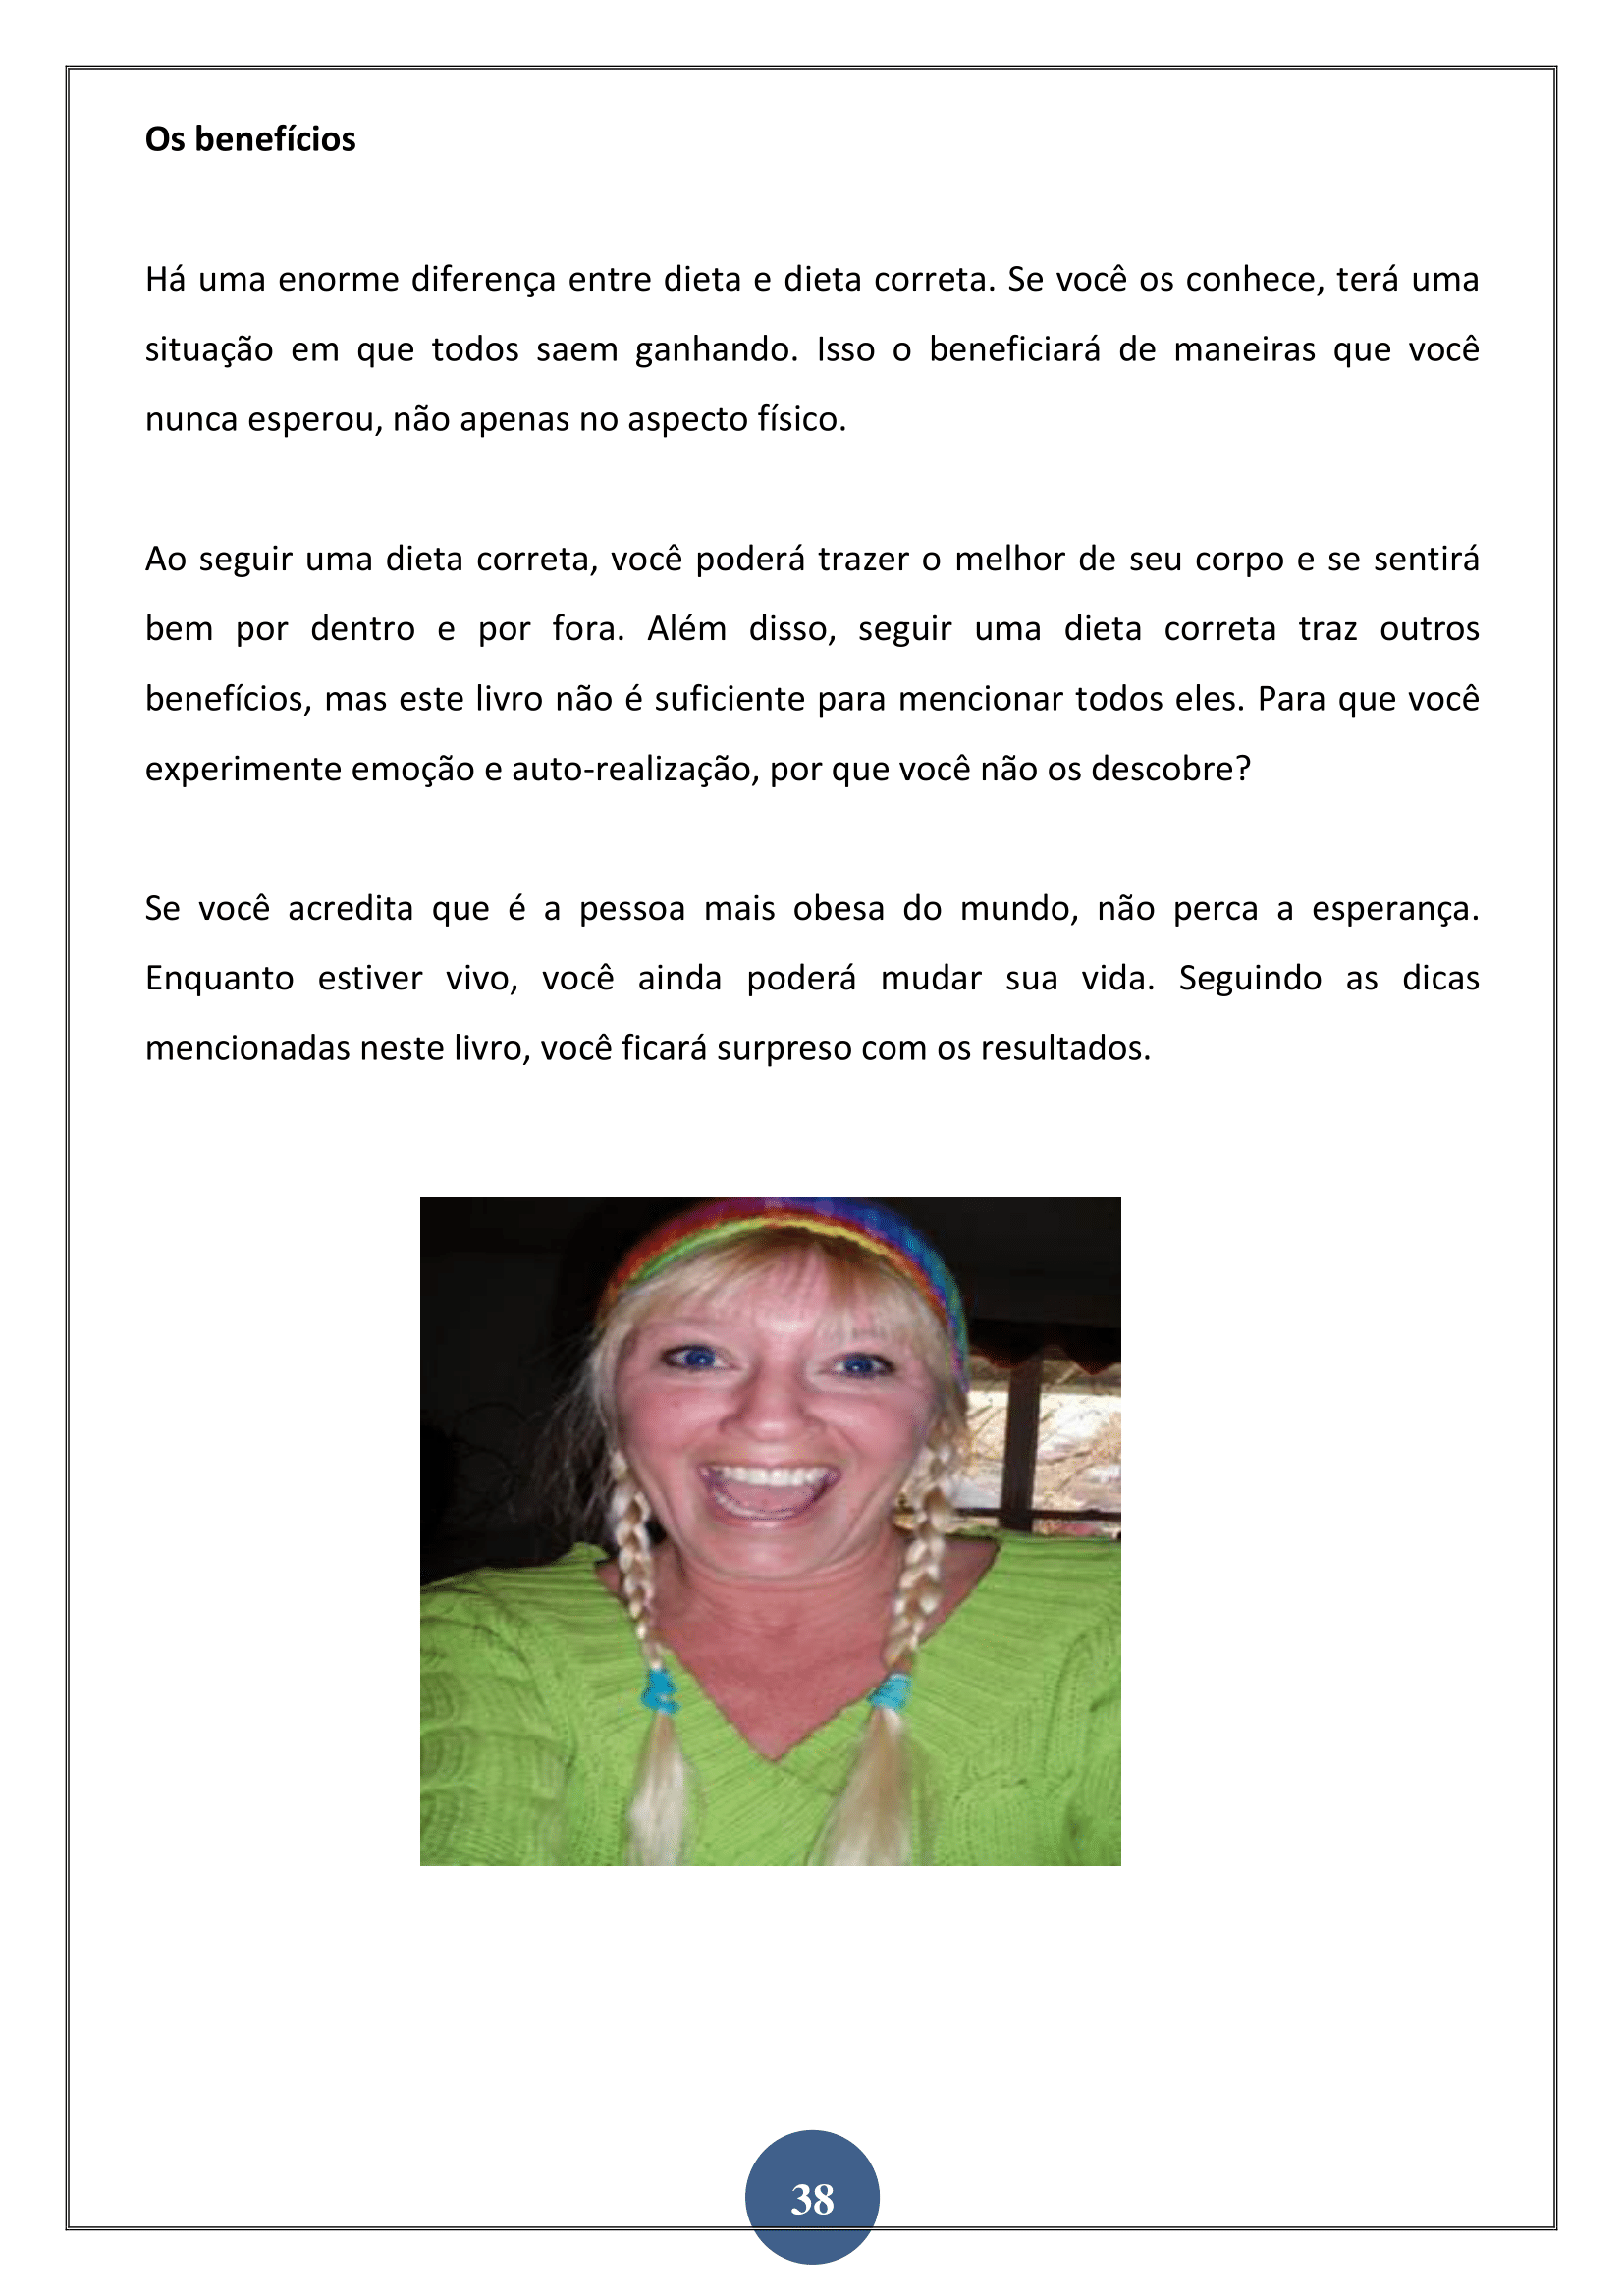 Os benefícios
Há uma enorme diferença entre dieta e dieta correta. Se você os conhece, terá uma
situação em que todos saem ganhando. Isso o beneficiará de maneiras que você
nunca esperou, não apenas no aspecto físico.
Ao seguir uma dieta correta, você poderá trazer o melhor de seu corpo e se sentirá
bem por dentro e por fora. Além disso, seguir uma dieta correta traz outros
benefícios, mas este livro não é suficiente para mencionar todos eles. Para que você
experimente emoção e auto-realização, por que você não os descobre?
Se você acredita que é a pessoa mais obesa do mundo, não perca a esperança.
Enquanto estiver vivo, você ainda poderá mudar sua vida. Seguindo as dicas
mencionadas neste livro, você ficará surpreso com os resultados.
38